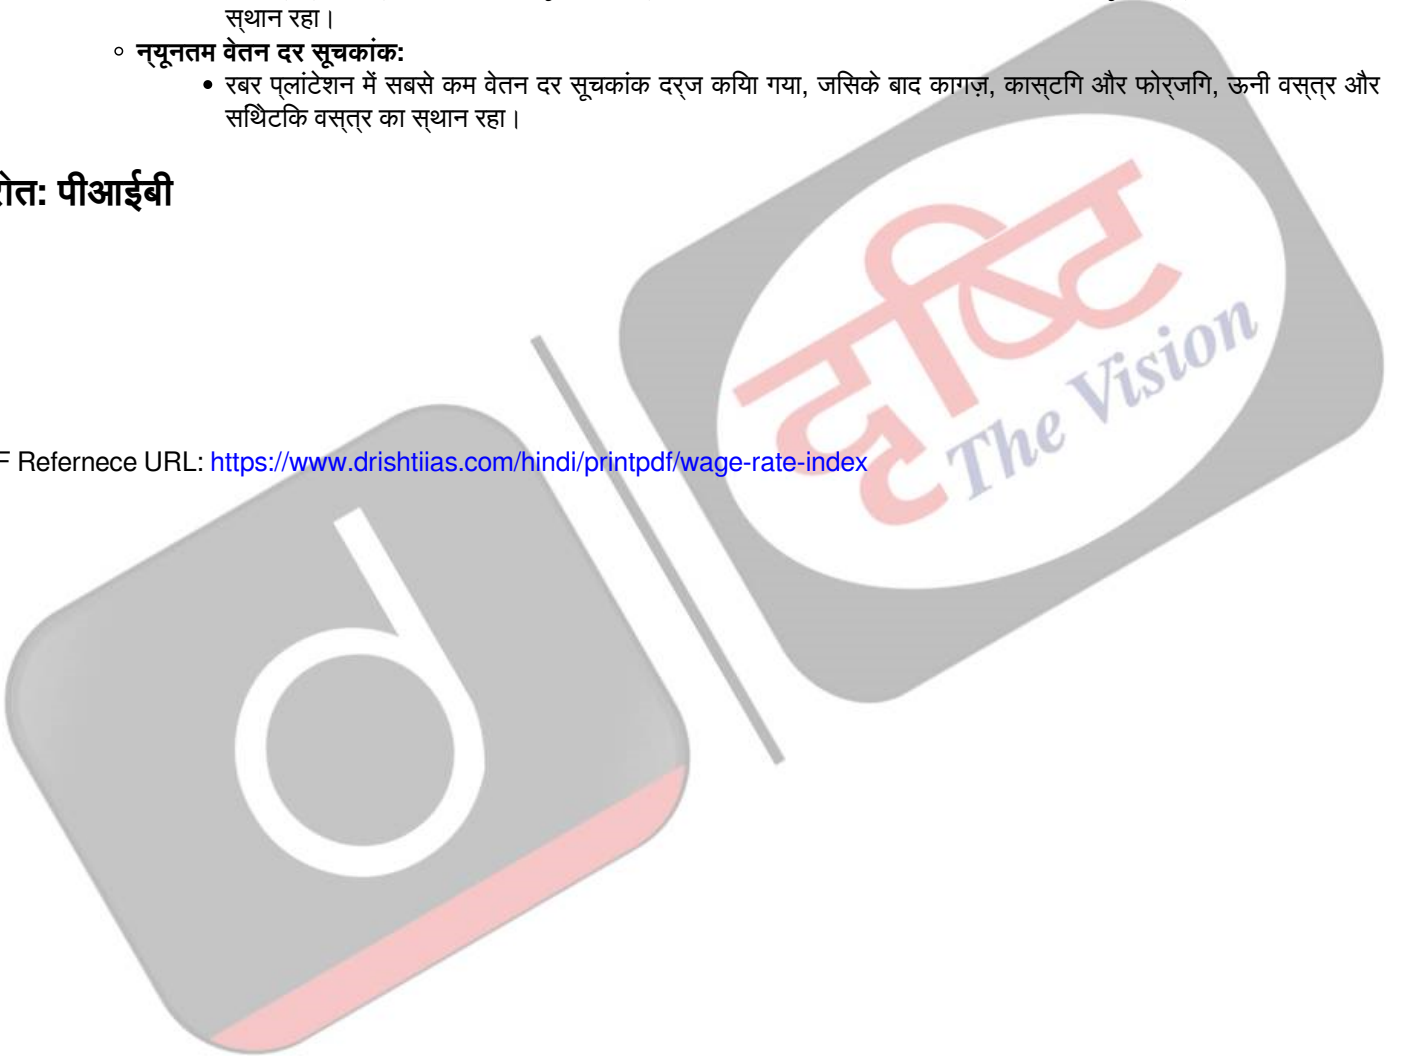 स्थान रहा।
न्यूनतम वेतन दर सूचकांक:
रबर प्लांटेशन में सबसे कम वेतन दर सूचकांक दर्ज किया गया, जिसके बाद कागज़, कास्टिंग और फोर्जिंग, ऊनी वस्त्र और
सिंथेटिक वस्त्र का स्थान रहा।
पीआईबी
Refernece URL: https://www.drishtiias.com/hindi/printpdf/wage-rate-index
दृष्टि
The Vision
d